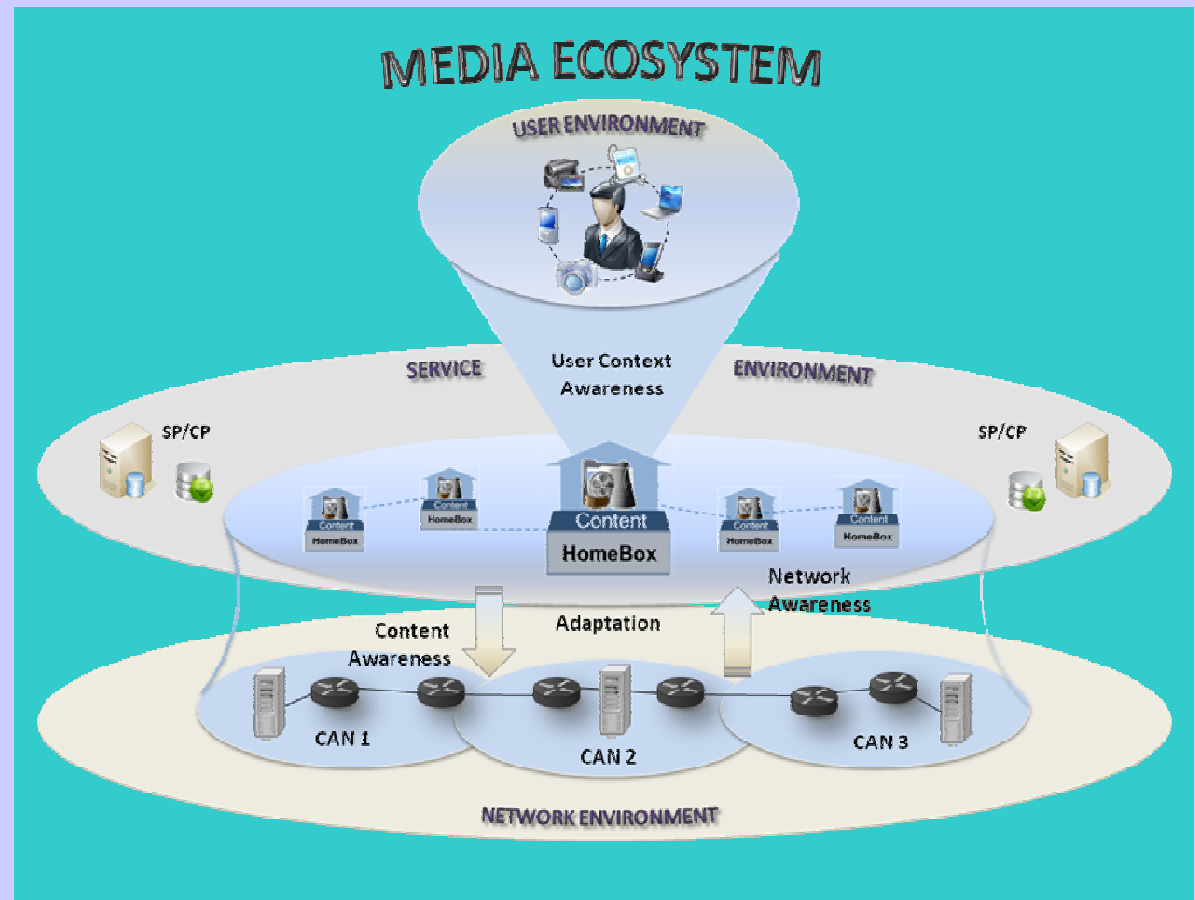 MEDIA ECOSYSTEM
USER ENVIRONMENT
User Context
Awareness
SERVICE
ENVIRONMENT
SP/CP
SP/CP
Content
HomeBox
Content
HomeBox
Content
HomeBox
Content
HomeBox
Content
HomeBox
Network
Awareness
Adaptation
Content
Awareness
CAN 1
CAN 2
CAN 3
NETWORK ENVIRONMENT